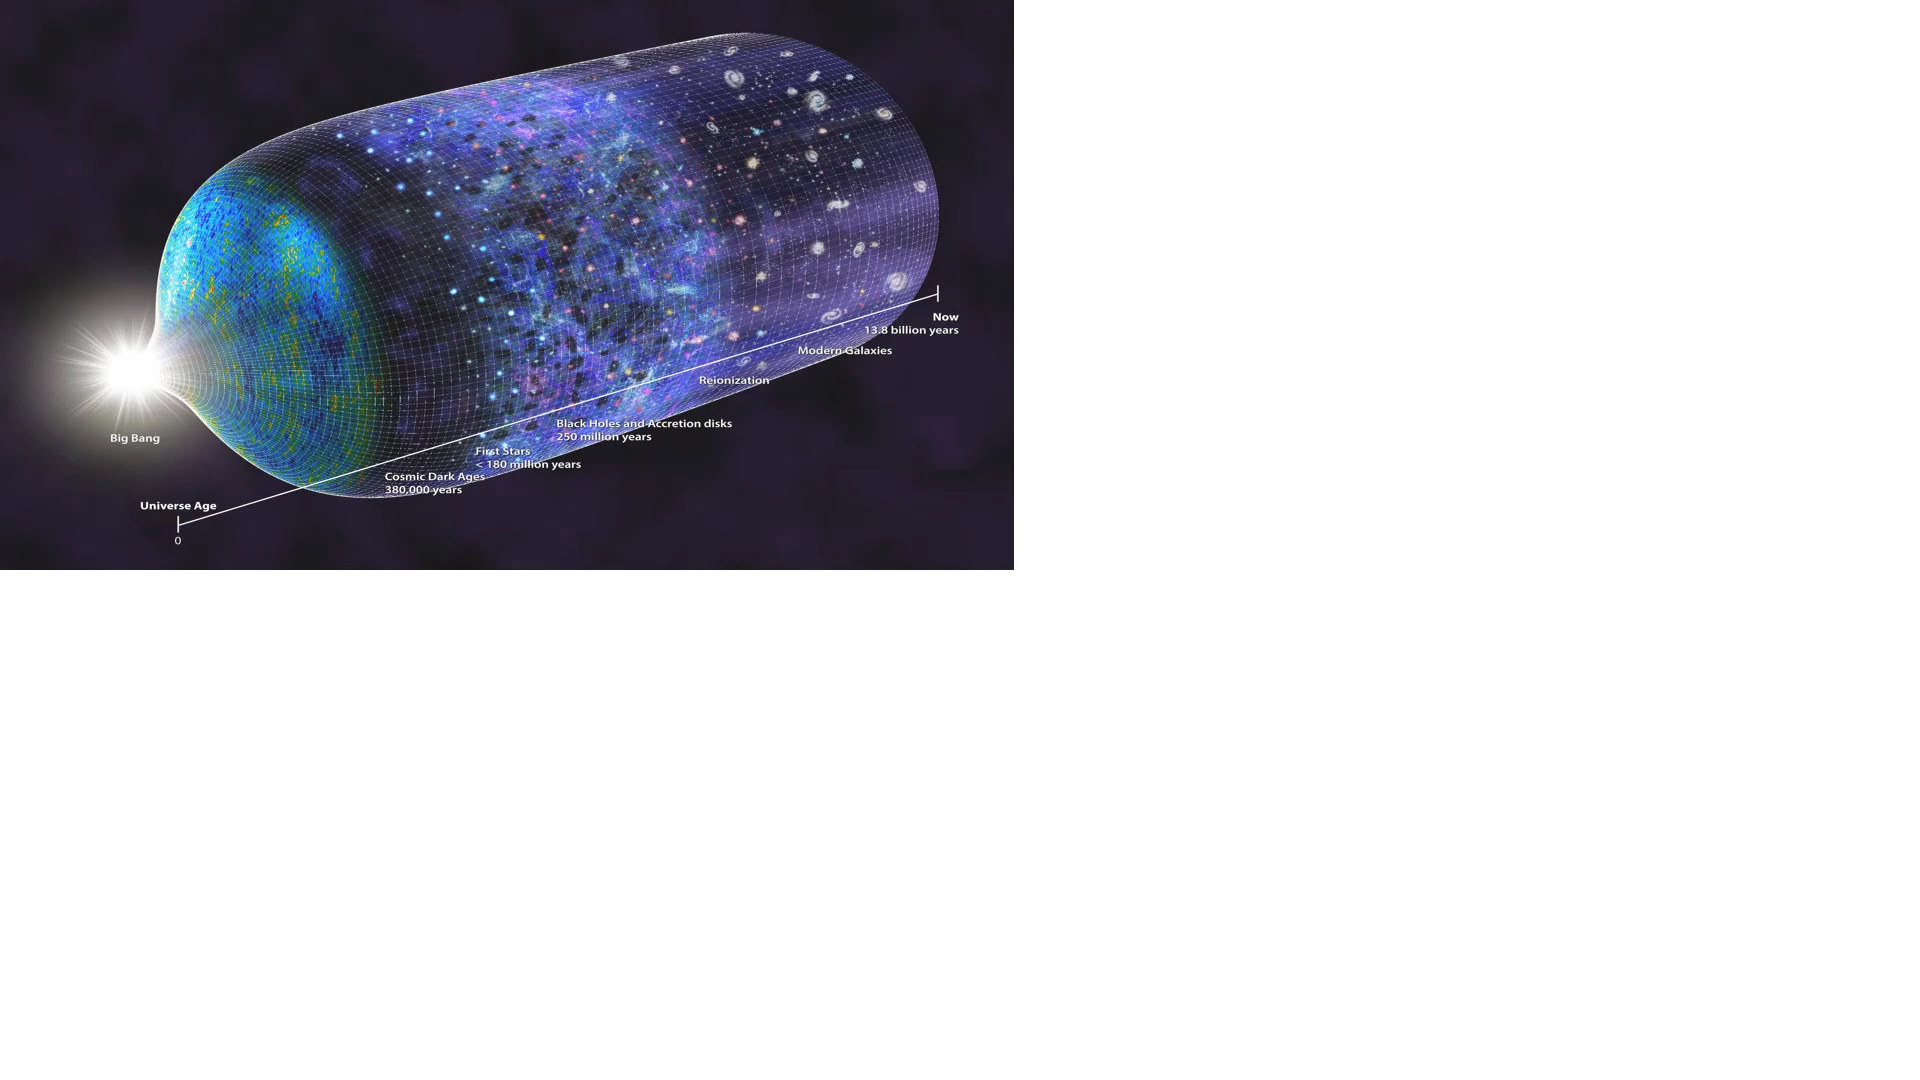 Big Bang
Universe Age
0
Cosmic Dark Ages
380,000 years
First Stars
< 180 million years
Black Holes and Accretion disks
250 million years
Reionization
Modern Galaxies
Now
13.8 billion years